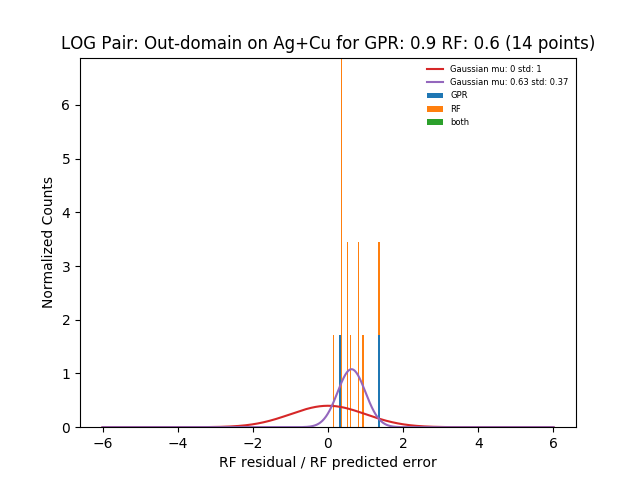 LOG Pair: Out-domain on Ag+Cu for GPR: 0.9 RF: 0.6 (14 points)
Gaussian mu: 0 std: 1
Gaussian mu: 0.63 std: 0.37
GPR
RF
both
Normalized Counts
6
5
4
3
2
1
0
−6 −4 −2 0 2 4 6
RF residual / RF predicted error